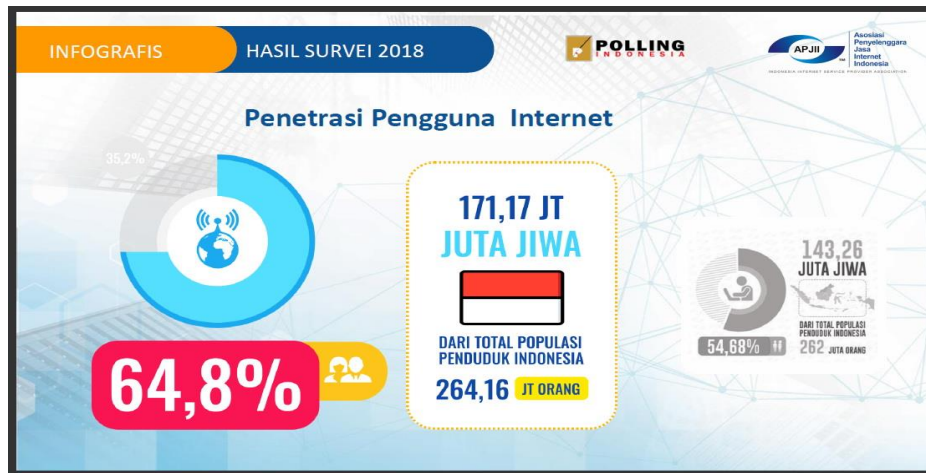 INFOGRAFIS
HASIL SURVEI 2018
POLLING
INDONESIA
APJII
Asosiasi
Penyelenggara
Jasa
Internet
Indonesia
INDONESIA INTERNET SERVICE PROVIDER ASSOCIATION
Penetrasi Pengguna Internet
35,2%
64,8%
171,17 JT
JUTA JIWA
DARI TOTAL POPULASI
PENDUDUK INDONESIA
264,16 JT ORANG
143,26
JUTA JIWA
DARI TOTAL POPULASI
PENDUDUK INDONESIA
54,68%
262 JUTA ORANG